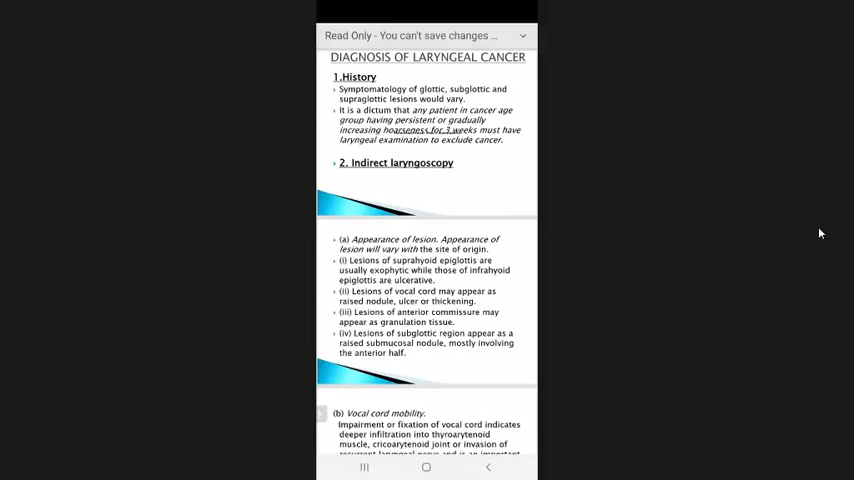 Read Only - You can't save changes ...
DIAGNOSIS OF LARYNGEAL CANCER
1.History
Symptomatology of glottic, subglottic and
supraglottic lesions would vary.
It is a dictum that any patient in cancer age
group having persistent or gradually
increasing hoarseness for 3 weeks must have
laryngeal examination to exclude cancer.
2. Indirect laryngoscopy
(a) Appearance of lesion. Appearance of
lesion will vary with the site of origin.
(i) Lesions of suprahyoid epiglottis are
usually exophytic while those of infrahyoid
epiglottis are ulcerative.
(ii) Lesions of vocal cord may appear as
raised nodule, ulcer or thickening.
(iii) Lesions of anterior commissure may
appear as granulation tissue.
(iv) Lesions of subglottic region appear as a
raised submucosal nodule, mostly involving
the anterior half.
(b) Vocal cord mobility.
Impairment or fixation of vocal cord indicates
deeper infiltration into thyroarytenoid
muscle, cricoarytenoid joint or invasion of
recurrent laryngeal nerve and is an important